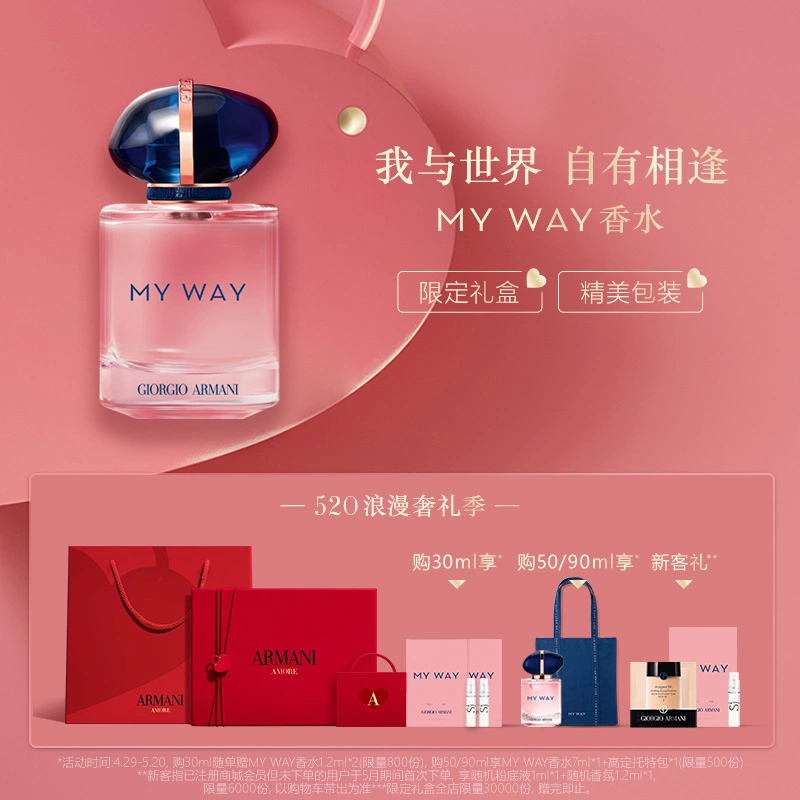 我与世界 自有相逢
MY WAY香水
限定礼盒 精美包装
MY WAY
GIORGIO ARMANI
520浪漫奢礼季
购30ml享* 购50/90ml享* 新客礼**
ARMANI
AMORE
ARMANI
AMORE
A
MY WAY
GIORGIO ARMANI
MY WAY
MY WAY
GIORGIO ARMANI
WAY
GIORGIO ARMANI
*活动时间:4.29-5.20, 购30ml随单赠MY WAY香水1.2ml*2(限量800份), 购50/90ml享MY WAY香水7ml*1+高定托特包*1(限量500份)
**新客指已注册商城会员但未下单的用户于5月期间首次下单, 享随机粉底液1ml*1+随机香氛1.2ml*1,
限量6000份, 以购物车带出为准***限定礼盒全店限量30000份, 赠完即止。